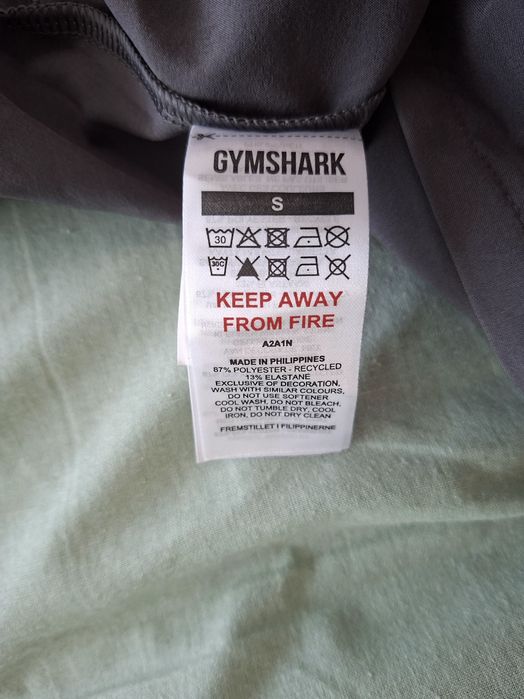 GYMSHARK
S
30
30C
KEEP AWAY
FROM FIRE
A2A1N
MADE IN PHILIPPINES
87% POLYESTER - RECYCLED
13% ELASTANE
EXCLUSIVE OF DECORATION,
WASH WITH SIMILAR COLOURS,
DO NOT USE SOFTENER
COOL WASH, DO NOT BLEACH,
DO NOT TUMBLE DRY, COOL
IRON, DO NOT DRY CLEAN
FREMSTILLET I FILIPPINERNE